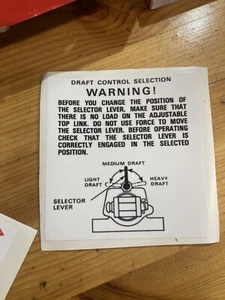 DRAFT CONTROL SELECTION
WARNING!
BEFORE YOU CHANGE THE POSITION OF
THE SELECTOR LEVER. MAKE SURE THAT
THERE IS NO LOAD ON THE ADJUSTABLE
TOP LINK. DO NOT USE FORCE TO MOVE
THE SELECTOR LEVER. BEFORE OPERATING
CHECK THAT THE SELECTOR LEVER IS
CORRECTLY ENGAGED IN THE SELECTED
POSITION.
MEDIUM DRAFT
LIGHT DRAFT
HEAVY DRAFT
SELECTOR LEVER